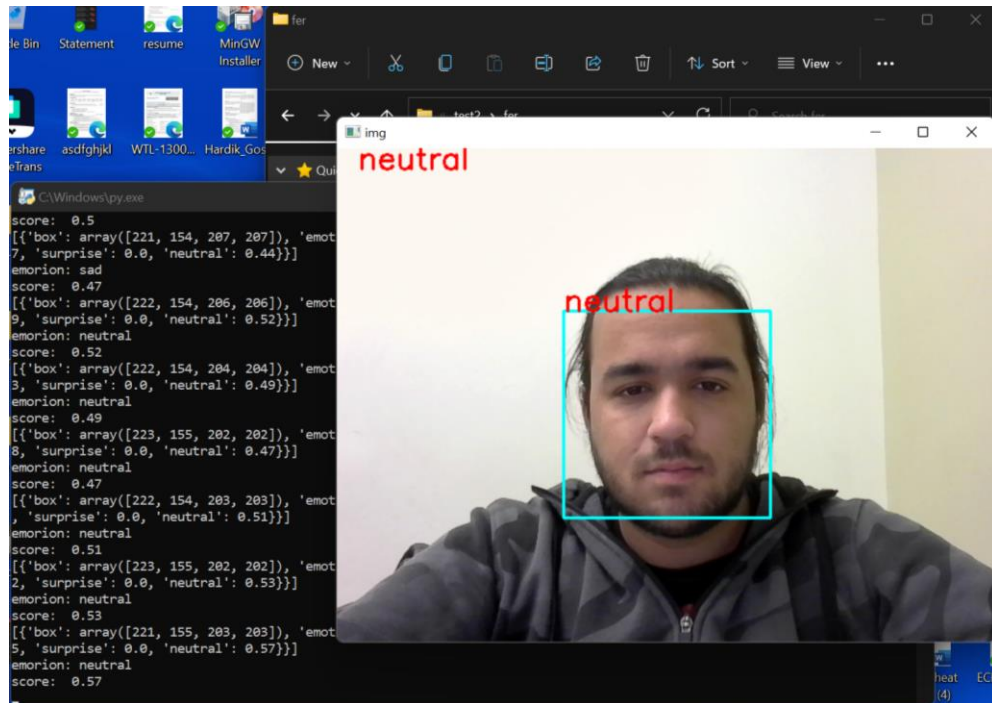 le Bin
Statement
resume
MinGW
Installer
ershare
eTrans
asdfghjkl
WTL-1300...
Hardik_Gos
fer
New
Sort
View
test2 > fer
Search fer
Qui
img
neutral
neutral
C:\Windows\py.exe
score:  0.5
[{'box': array([221, 154, 207, 207]), 'emot
7, 'surprise': 0.0, 'neutral': 0.44}}]
emorion: sad
score:  0.47
[{'box': array([222, 154, 206, 206]), 'emot
9, 'surprise': 0.0, 'neutral': 0.52}}]
emorion: neutral
score:  0.52
[{'box': array([222, 154, 204, 204]), 'emot
3, 'surprise': 0.0, 'neutral': 0.49}}]
emorion: neutral
score:  0.49
[{'box': array([223, 155, 202, 202]), 'emot
8, 'surprise': 0.0, 'neutral': 0.47}}]
emorion: neutral
score:  0.47
[{'box': array([222, 154, 203, 203]), 'emot
, 'surprise': 0.0, 'neutral': 0.51}}]
emorion: neutral
score:  0.51
[{'box': array([223, 155, 202, 202]), 'emot
2, 'surprise': 0.0, 'neutral': 0.53}}]
emorion: neutral
score:  0.53
[{'box': array([221, 155, 203, 203]), 'emot
5, 'surprise': 0.0, 'neutral': 0.57}}]
emorion: neutral
score:  0.57
heat
(4)
EC